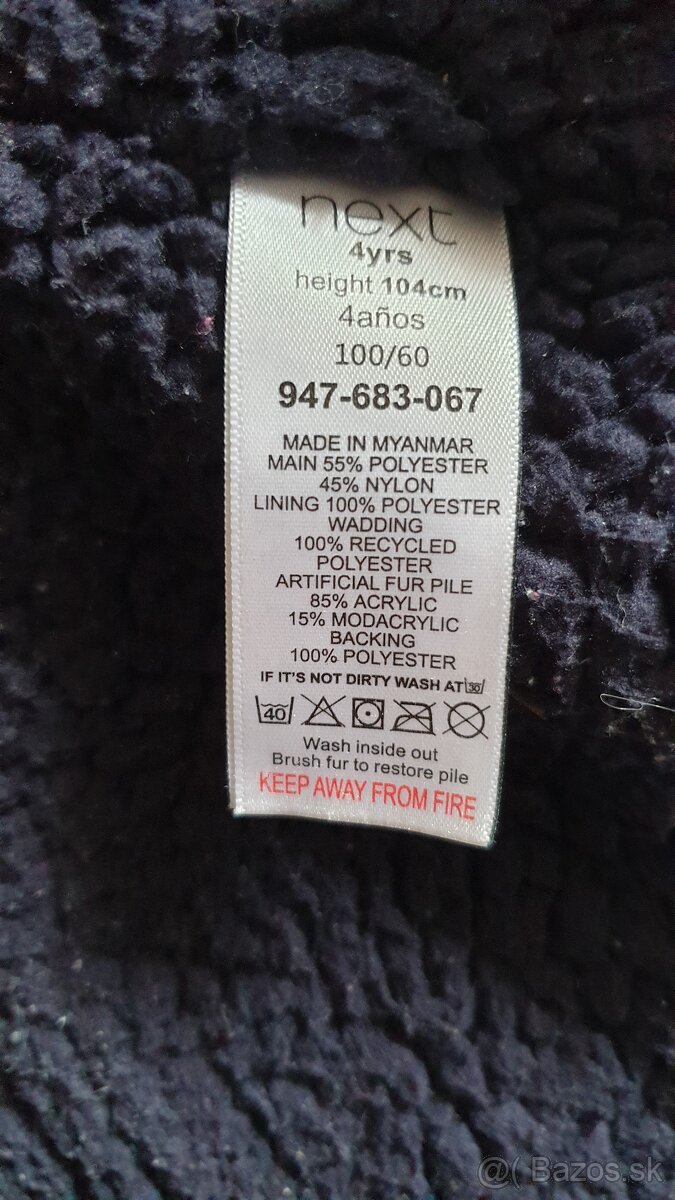 next
4yrs
height 104cm
4años
100/60
947-683-067
MADE IN MYANMAR
MAIN 55% POLYESTER
45% NYLON
LINING 100% POLYESTER
WADDING
100% RECYCLED
POLYESTER
ARTIFICIAL FUR PILE
85% ACRYLIC
15% MODACRYLIC
BACKING
100% POLYESTER
IF IT'S NOT DIRTY WASH AT 30
40
Wash inside out
Brush fur to restore pile
KEEP AWAY FROM FIRE
@( Bazos.sk